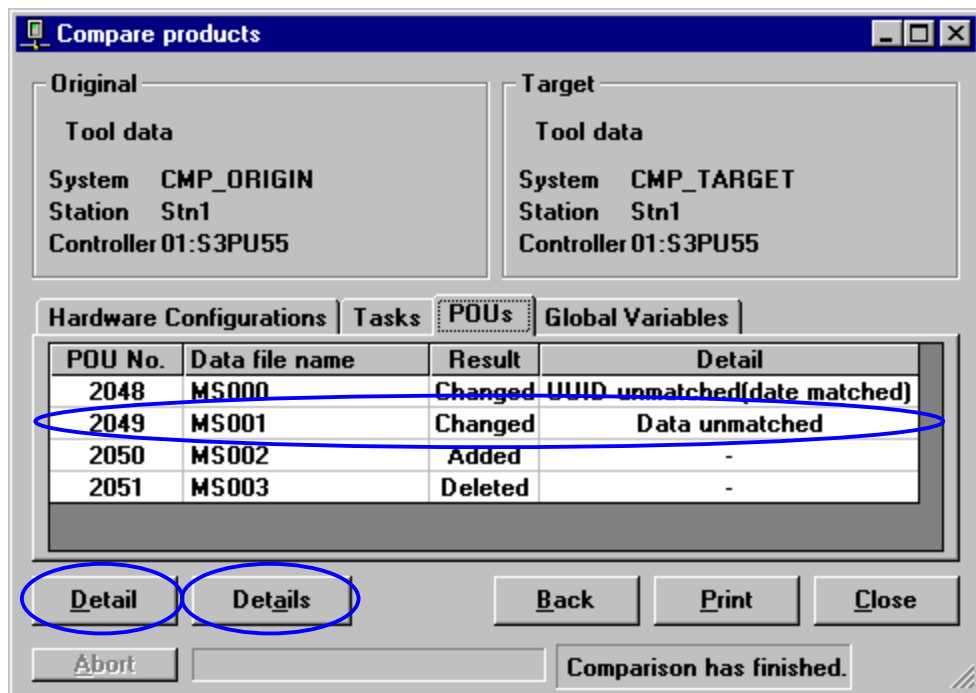 Compare products
Original
Tool data
System CMP_ORIGIN
Station Stn1
Controller 01:S3PU55
Target
Tool data
System CMP_TARGET
Station Stn1
Controller 01:S3PU55
Hardware Configurations Tasks POUs Global Variables
POU No. Data file name Result Detail
2048 MS000 Changed UUID unmatched(date matched)
2049 MS001 Changed Data unmatched
2050 MS002 Added -
2051 MS003 Deleted -
Detail Details Back Print Close
Abort Comparison has finished.